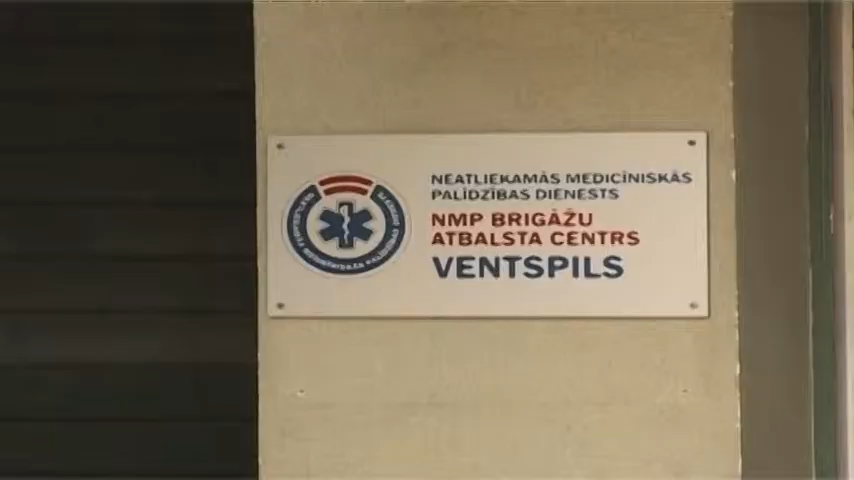 NEATLIEKAMĀS MEDICĪNISKĀS
PALĪDZĪBAS DIENESTS
NMP BRIGĀŽU
ATBALSTA CENTRS
VENTSPILS